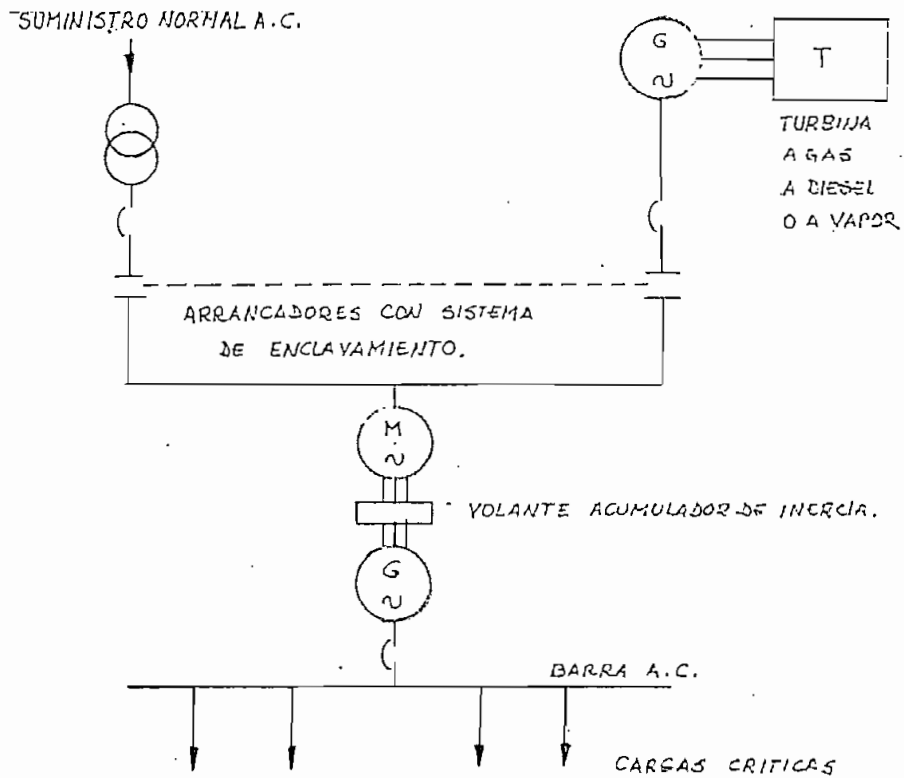 SUMINISTRO NORMAL A.C.
G
~
T
TURBINA
A GAS
A DIESEL
O A VAPOR
ARRANCADORES CON SISTEMA
DE ENCLAVAMIENTO.
M
~
VOLANTE ACUMULADOR DE INERCIA.
G
~
BARRA A.C.
CARGAS CRITICAS